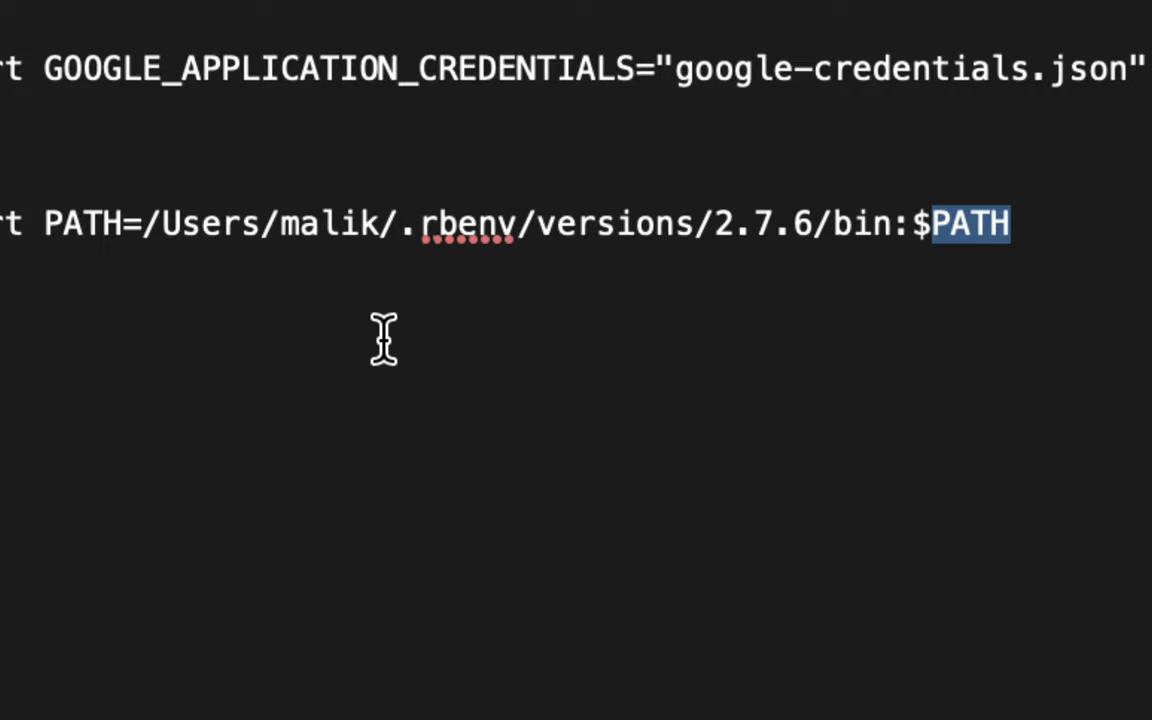 rt GOOGLE_APPLICATION_CREDENTIALS="google-credentials.json"
rt PATH=/Users/malik/.rbenv/versions/2.7.6/bin:$PATH